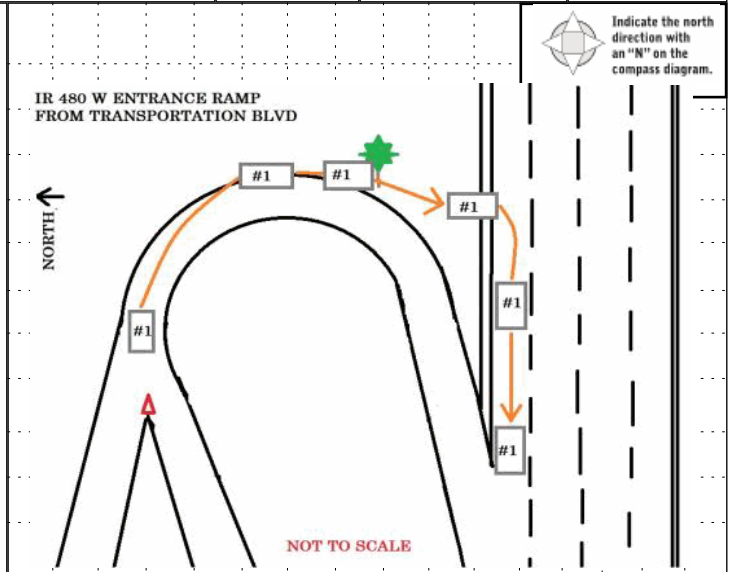 Indicate the north
direction with
an “N” on the
compass diagram.
IR 480 W ENTRANCE RAMP
FROM TRANSPORTATION BLVD
#1
#1
#1
NORTH
#1
#1
#1
NOT TO SCALE